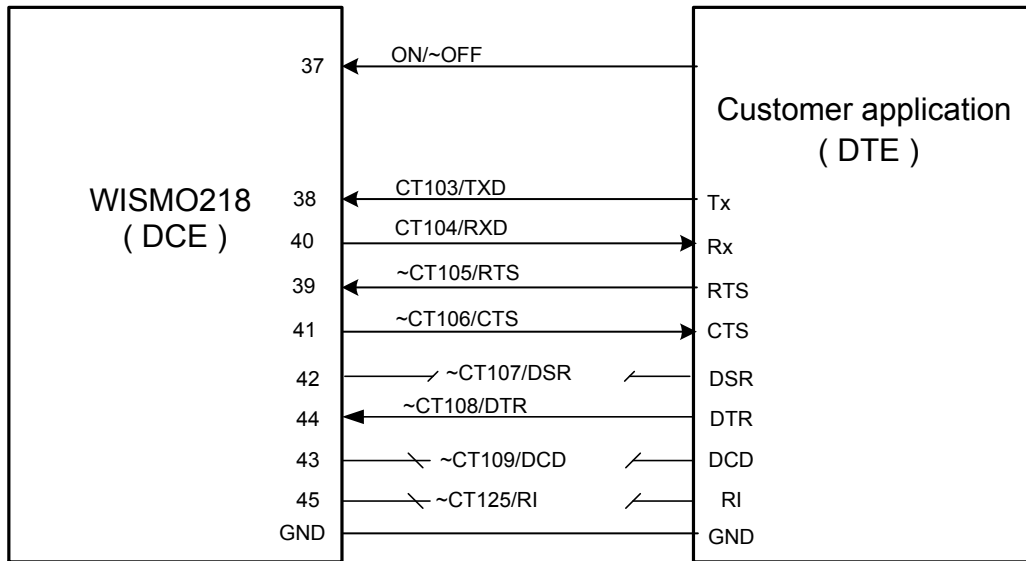 37 ON/~OFF
Customer application
( DTE )
WISMO218
( DCE )
38 CT103/TXD Tx
40 CT104/RXD Rx
39 ~CT105/RTS RTS
41 ~CT106/CTS CTS
42 ~CT107/DSR DSR
44 ~CT108/DTR DTR
43 ~CT109/DCD DCD
45 ~CT125/RI RI
GND GND